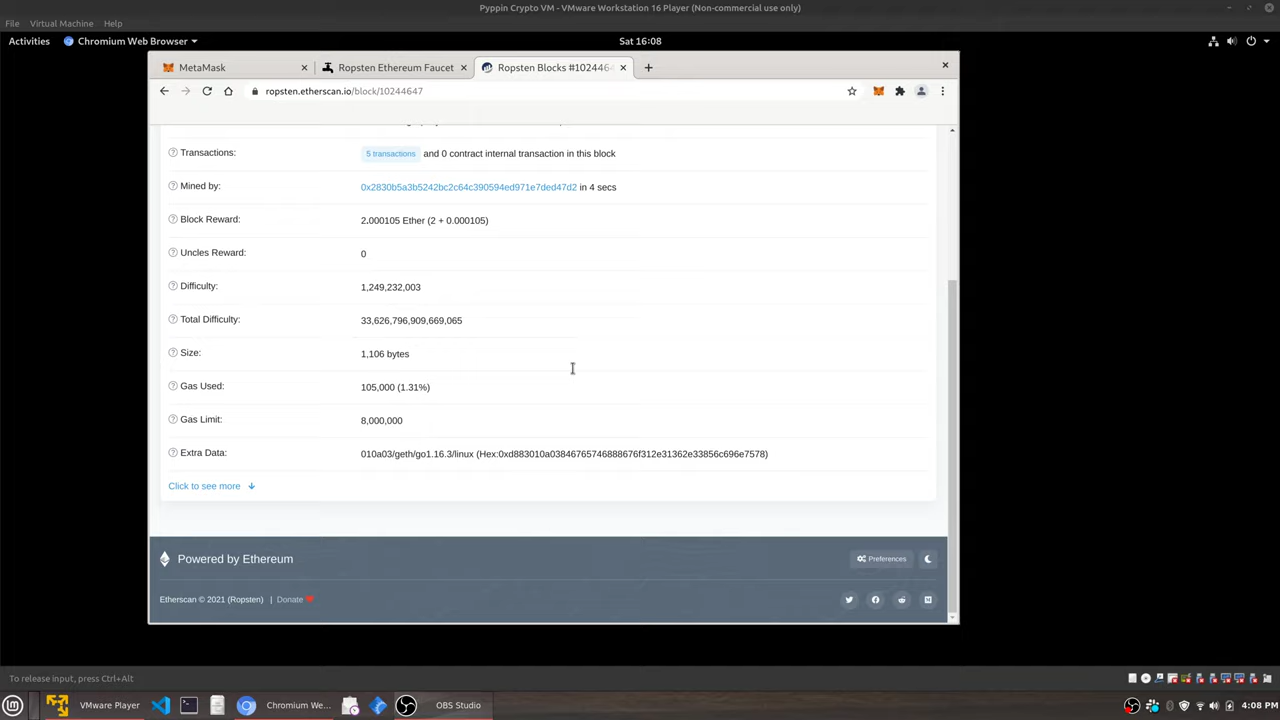 Pyppin Crypto VM - VMware Workstation 16 Player (Non-commercial use only)
File Virtual Machine Help
Activities Chromium Web Browser Sat 16:08
MetaMask Ropsten Ethereum Faucet Ropsten Blocks #1024464
ropsten.etherscan.io/block/10244647
Transactions: 5 transactions and 0 contract internal transaction in this block
Mined by: 0x2830b5a3b5242bc2c64c390594ed971e7ded47d2 in 4 secs
Block Reward: 2.000105 Ether (2 + 0.000105)
Uncles Reward: 0
Difficulty: 1,249,232,003
Total Difficulty: 33,626,796,909,669,065
Size: 1,106 bytes
Gas Used: 105,000 (1.31%)
Gas Limit: 8,000,000
Extra Data: 010a03/geth/go1.16.3/linux (Hex:0xd883010a03846765746888676f312e31362e33856c696e7578)
Click to see more
Powered by Ethereum Preferences
Etherscan © 2021 (Ropsten) | Donate
To release input, press Ctrl+Alt
VMware Player Chromium We... OBS Studio 4:08 PM